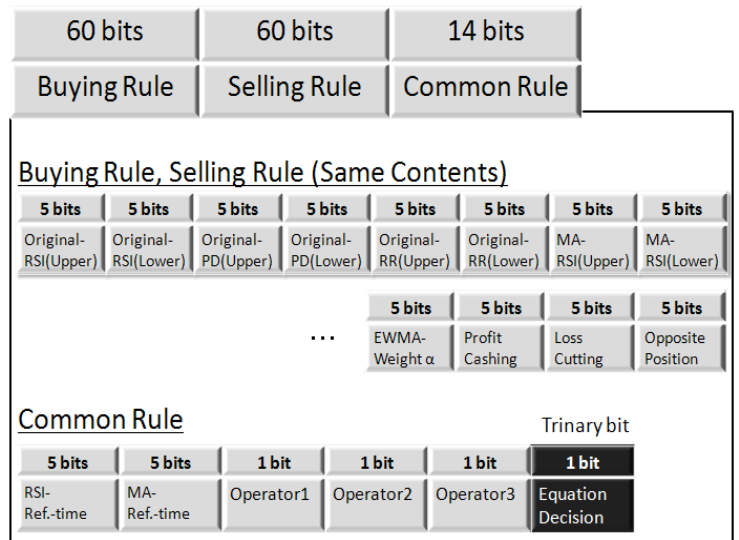 60 bits 60 bits 14 bits
Buying Rule Selling Rule Common Rule
Buying Rule, Selling Rule (Same Contents)
5 bits 5 bits 5 bits 5 bits 5 bits 5 bits 5 bits 5 bits
Original- Original- Original- Original- Original- Original- MA- MA-
RSI(Upper) RSI(Lower) PD(Upper) PD(Lower) RR(Upper) RR(Lower) RSI(Upper) RSI(Lower)
5 bits 5 bits 5 bits 5 bits
... EWMA- Profit Loss Opposite
Weight α Cashing Cutting Position
Common Rule Trinary bit
5 bits 5 bits 1 bit 1 bit 1 bit 1 bit
RSI- MA- Operator1 Operator2 Operator3 Equation
Ref.-time Ref.-time Decision